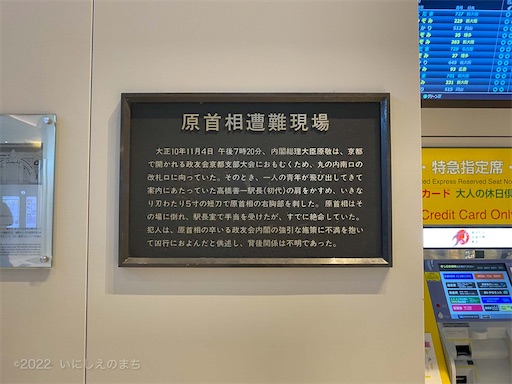 原首相遭難現場
大正10年11月4日 午後7時20分、内閣総理大臣原敬は、京都
で開かれる政友会京都支部大会におもむくため、丸の内南口の
改札口に向っていた。そのとき、一人の青年が飛び出してきて
案内にあたっていた高橋善一駅長(初代)の肩をかすめ、いきな
り刃わたり5寸の短刀で原首相の右胸部を刺した。 原首相はそ
の場に倒れ、駅長室で手当を受けたが、すでに絶命していた。
犯人は、原首相の率いる政友会内閣の強引な施策に不満を抱い
て凶行におよんだと供述し、背後関係は不明であった。
特急指定席
Express Reserved Seat
カード 大人の休日倶
Credit Card Only
©2022 いにしえのまち